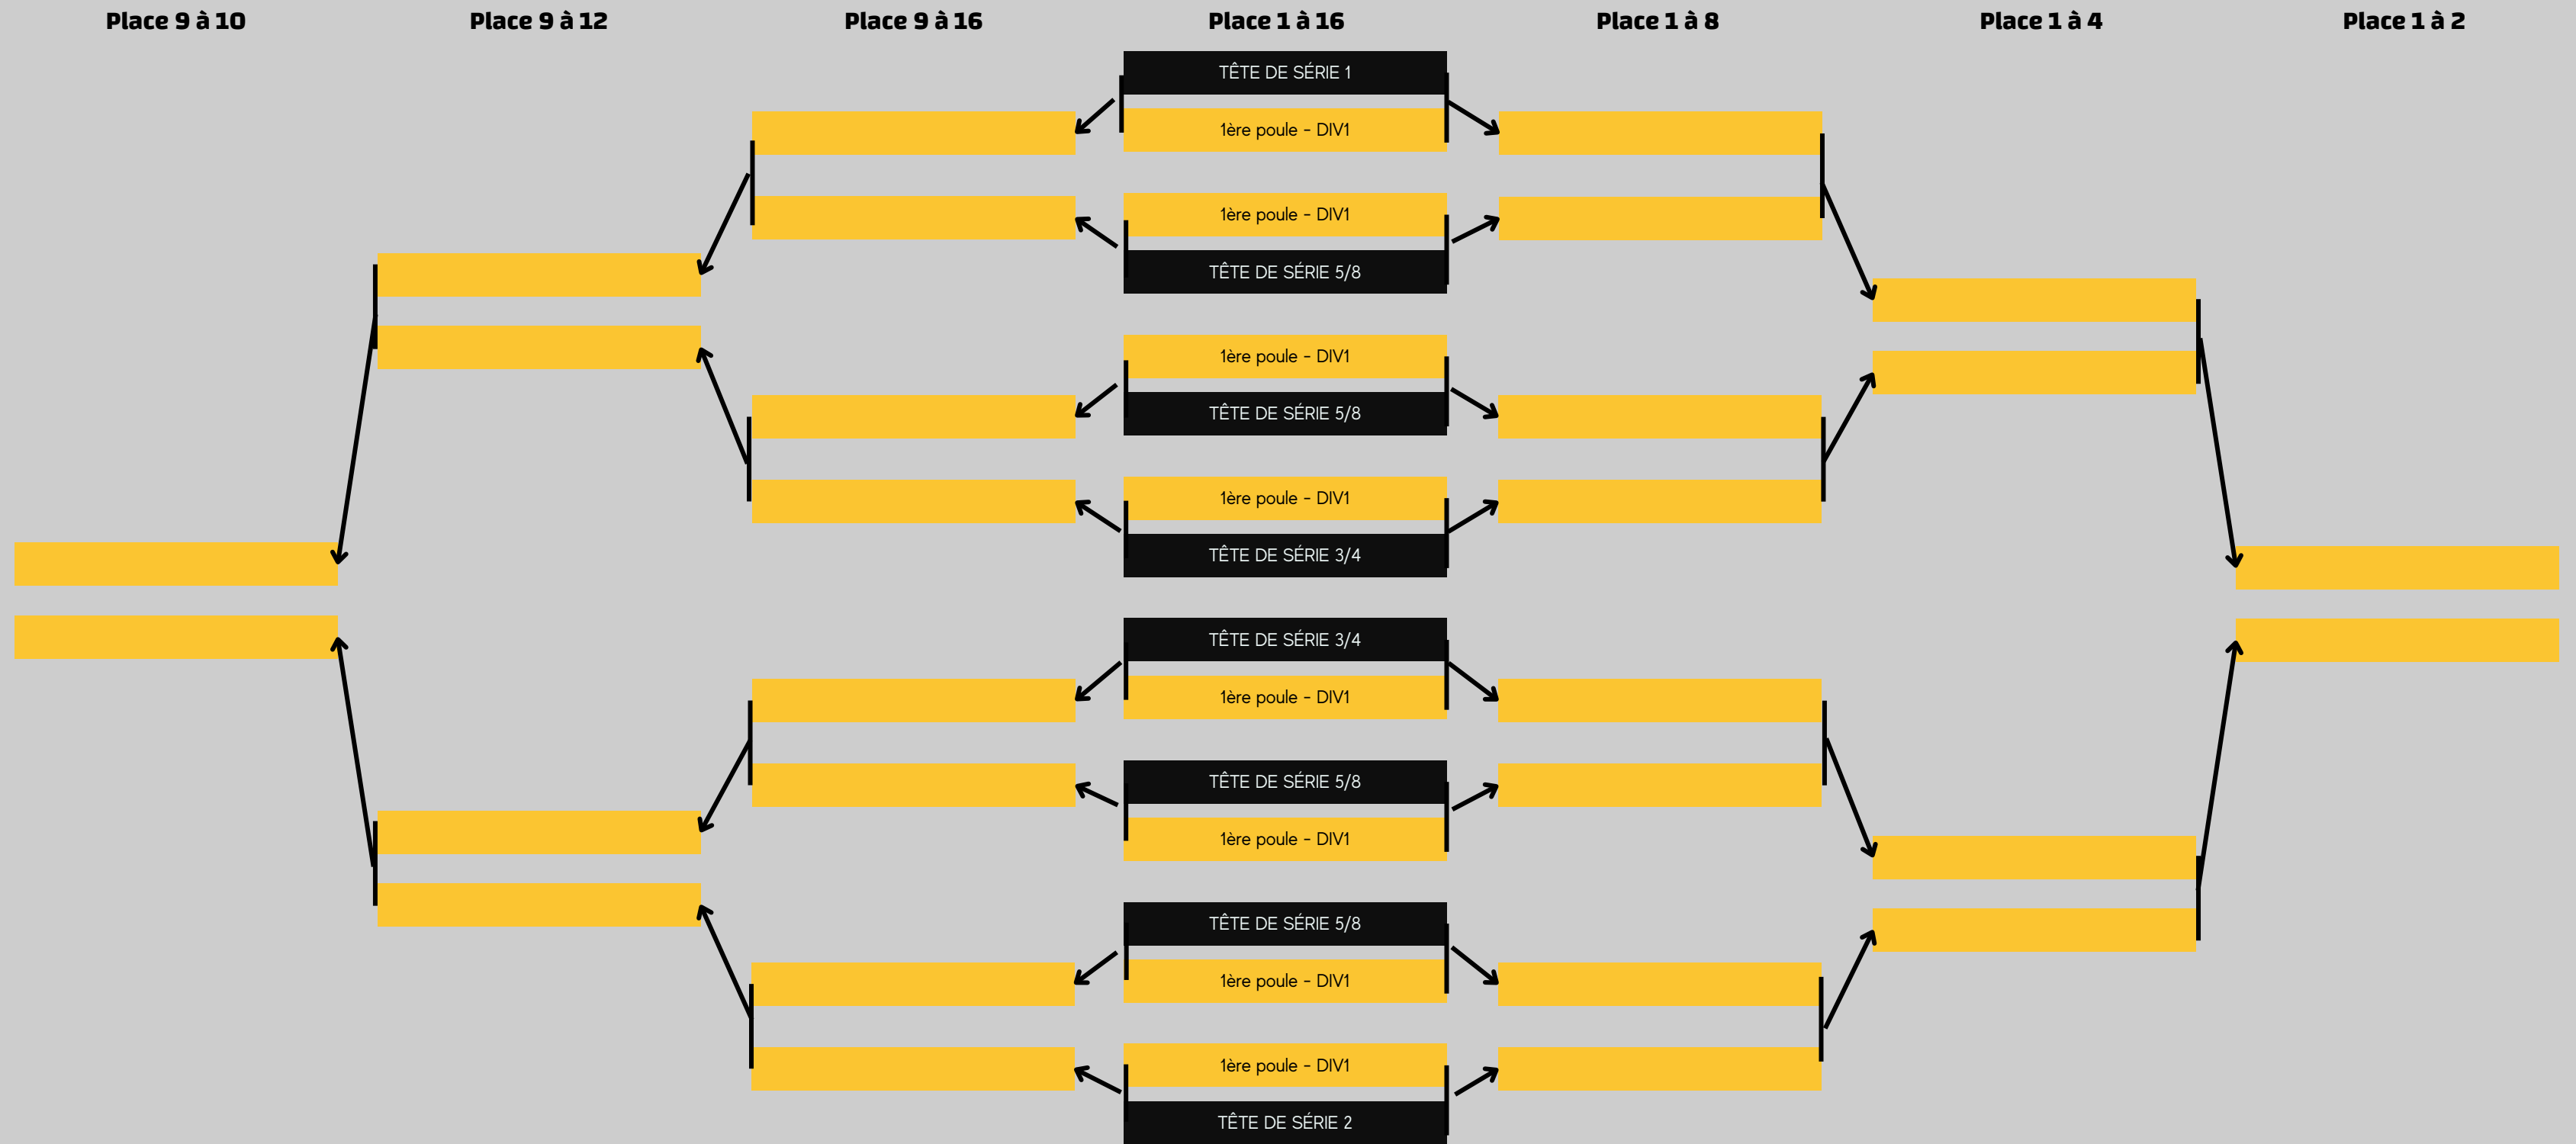 Place 9 à 10
Place 9 à 12
Place 9 à 16
Place 1 à 16
Place 1 à 8
Place 1 à 4
Place 1 à 2
TÊTE DE SÉRIE 1
1ère poule - DIV1
1ère poule - DIV1
TÊTE DE SÉRIE 5/8
1ère poule - DIV1
TÊTE DE SÉRIE 5/8
1ère poule - DIV1
TÊTE DE SÉRIE 3/4
TÊTE DE SÉRIE 3/4
1ère poule - DIV1
TÊTE DE SÉRIE 5/8
1ère poule - DIV1
TÊTE DE SÉRIE 5/8
1ère poule - DIV1
1ère poule - DIV1
TÊTE DE SÉRIE 2